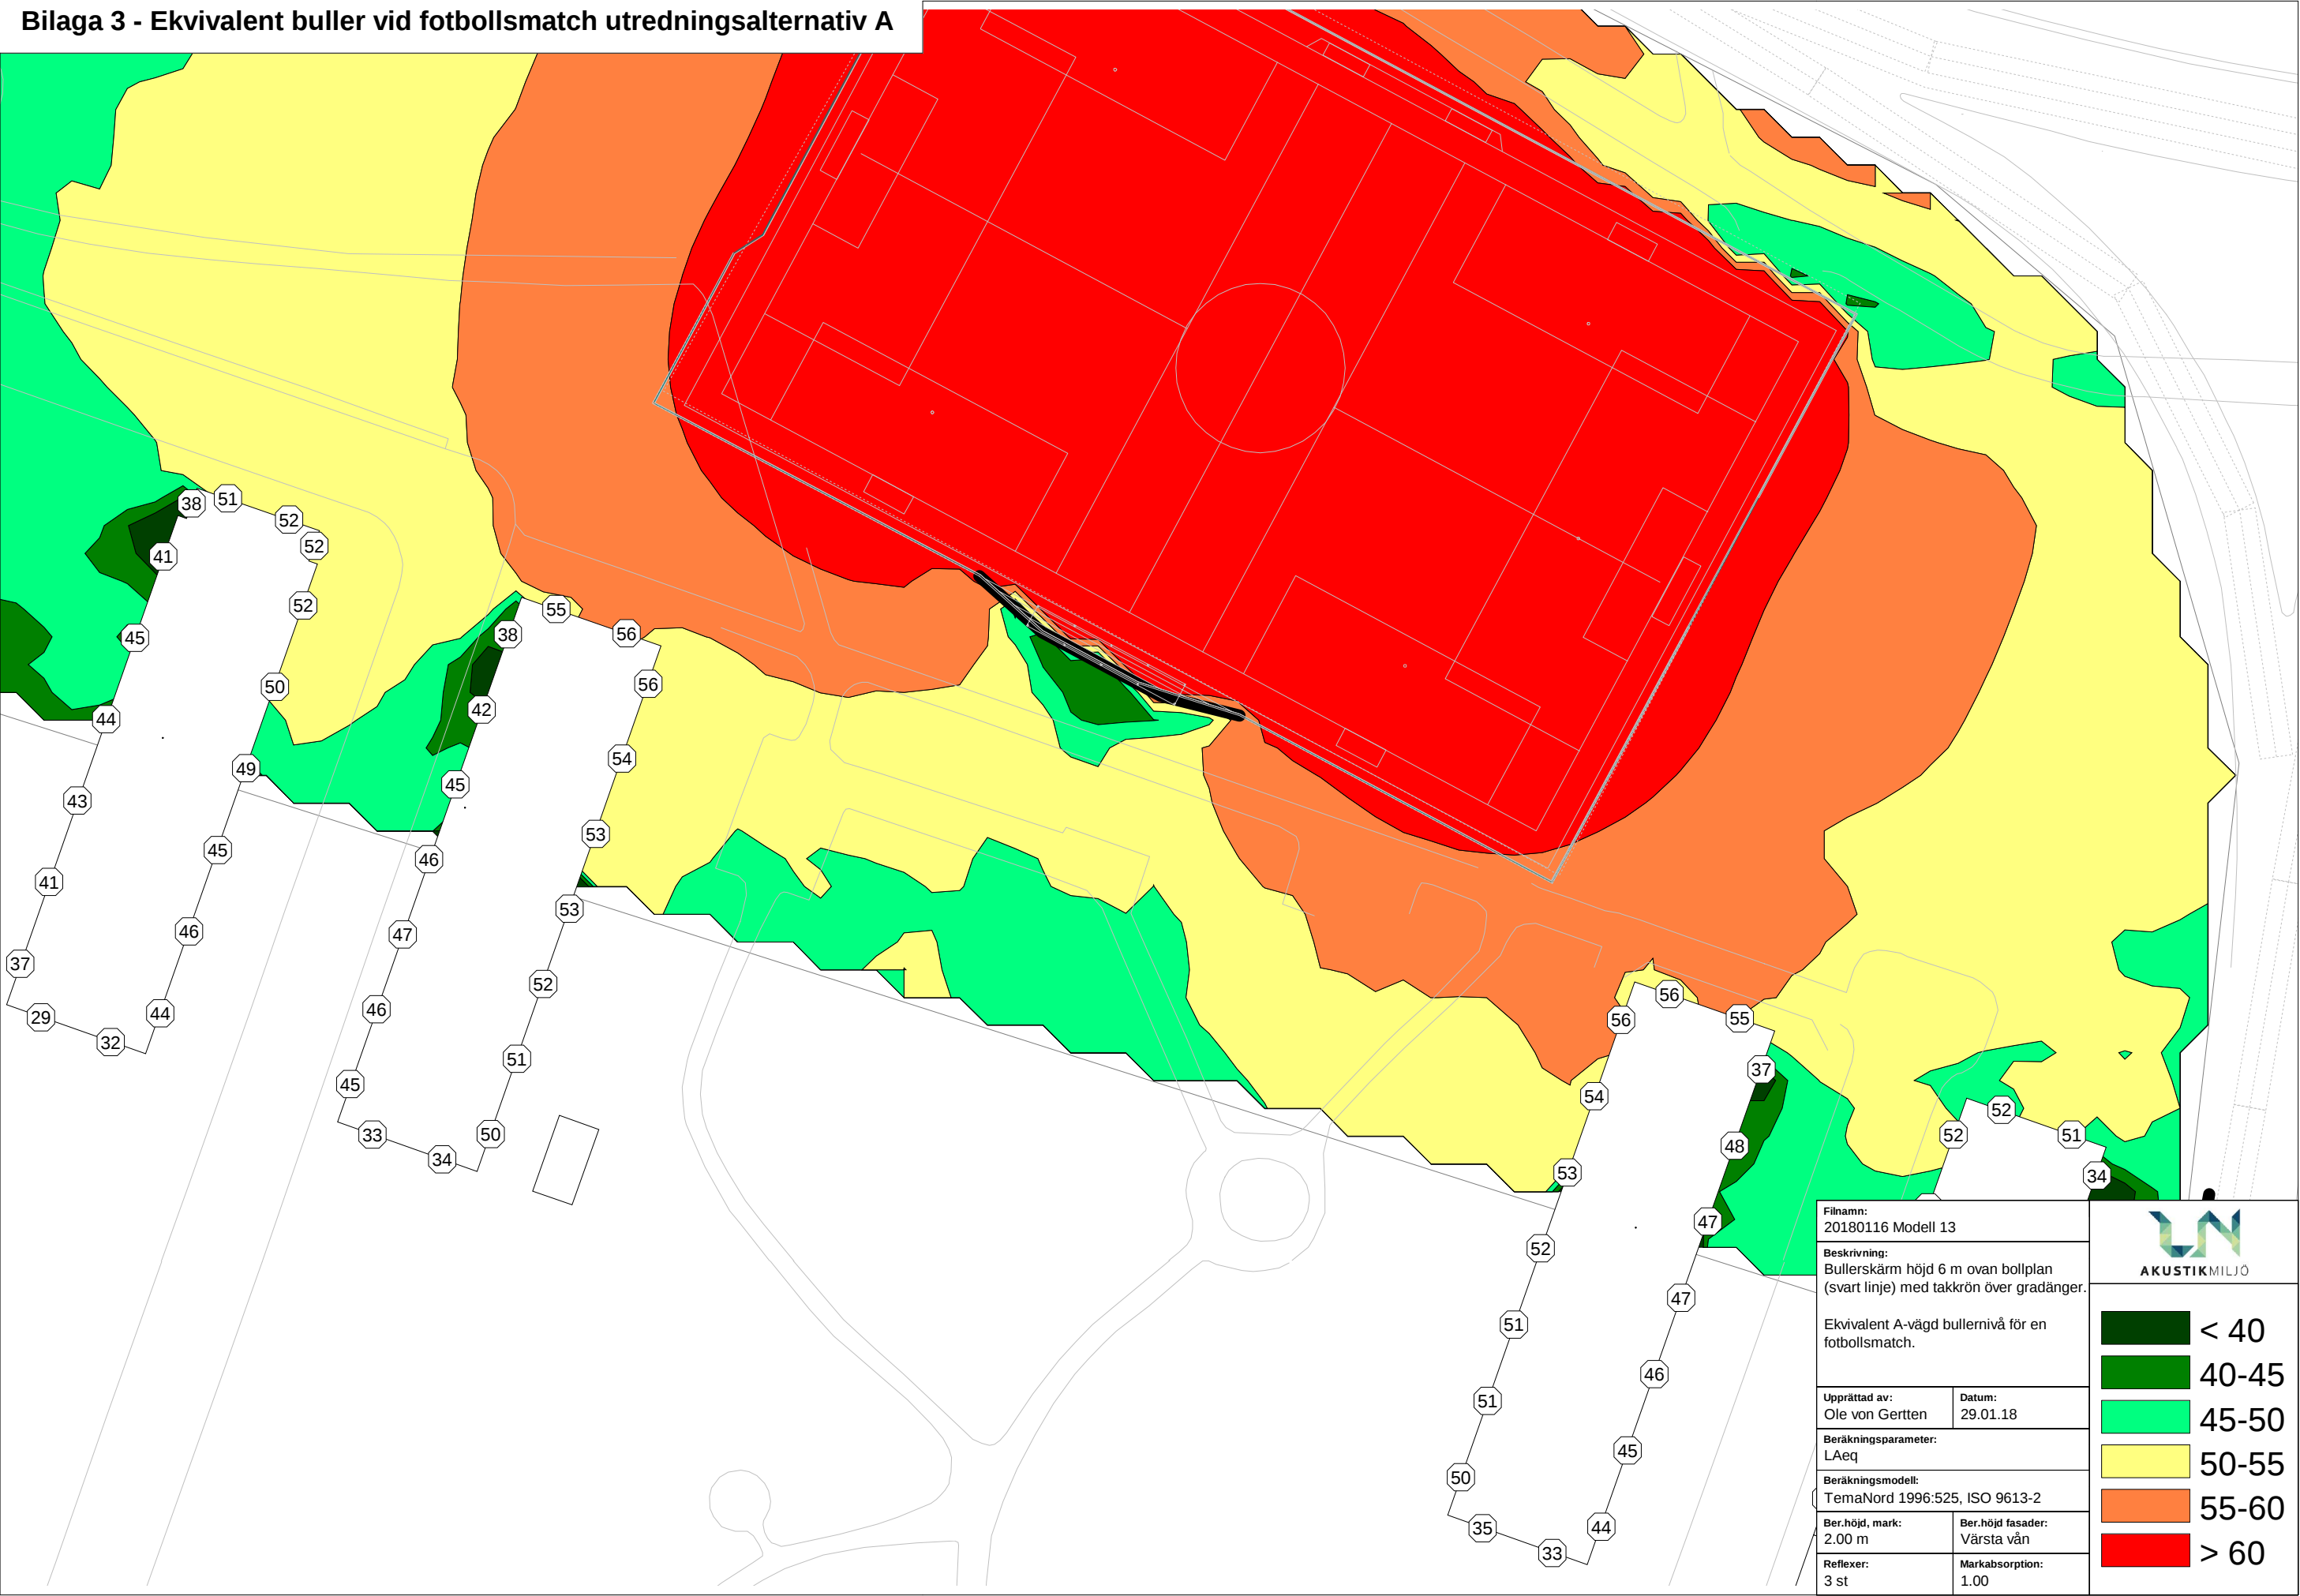 Bilaga 3 - Ekvivalent buller vid fotbollsmatch utredningsalternativ A
38
51
52
52
41
52
45
50
44
49
43
45
41
46
37
44
29
32
55
56
38
56
42
54
45
53
46
53
47
52
46
51
45
50
33
34
56
56
55
37
54
48
53
47
52
47
51
46
51
45
50
44
35
33
52
52
51
34
Filnamn:
20180116 Modell 13
Beskrivning:
Bullerskärm höjd 6 m ovan bollplan
(svart linje) med takkrön över gradänger.
Ekvivalent A-vägd bullernivå för en
fotbollsmatch.
Upprättad av:
Ole von Gertten
Datum:
29.01.18
Beräkningsparameter:
LAeq
Beräkningsmodell:
TemaNord 1996:525, ISO 9613-2
Ber.höjd, mark:
2.00 m
Ber.höjd fasader:
Värsta vån
Reflexer:
3 st
Markabsorption:
1.00
AKUSTIKMILJÖ
< 40
40-45
45-50
50-55
55-60
> 60